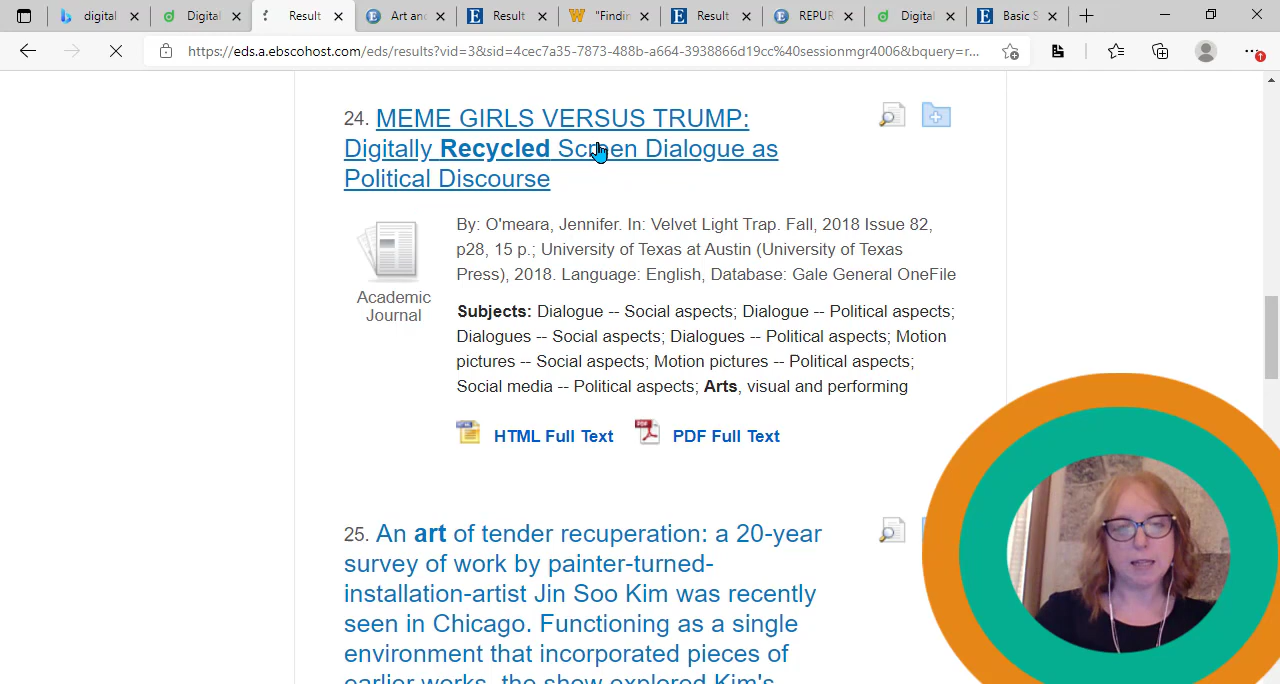 digital
Digital
Result
Art and
Result
"Findin
Result
REPUR
Digital
Basic S
https://eds.a.ebscohost.com/eds/results?vid=3&sid=4cec7a35-7873-488b-a664-3938866d19cc%40sessionmgr4006&bquery=r...
24. MEME GIRLS VERSUS TRUMP:
Digitally Recycled Screen Dialogue as
Political Discourse
By: O'meara, Jennifer. In: Velvet Light Trap. Fall, 2018 Issue 82,
p28, 15 p.; University of Texas at Austin (University of Texas
Press), 2018. Language: English, Database: Gale General OneFile
Academic
Journal
Subjects: Dialogue -- Social aspects; Dialogue -- Political aspects;
Dialogues -- Social aspects; Dialogues -- Political aspects; Motion
pictures -- Social aspects; Motion pictures -- Political aspects;
Social media -- Political aspects; Arts, visual and performing
HTML Full Text
PDF Full Text
25. An art of tender recuperation: a 20-year
survey of work by painter-turned-
installation-artist Jin Soo Kim was recently
seen in Chicago. Functioning as a single
environment that incorporated pieces of
earlier works, the show explored Kim's